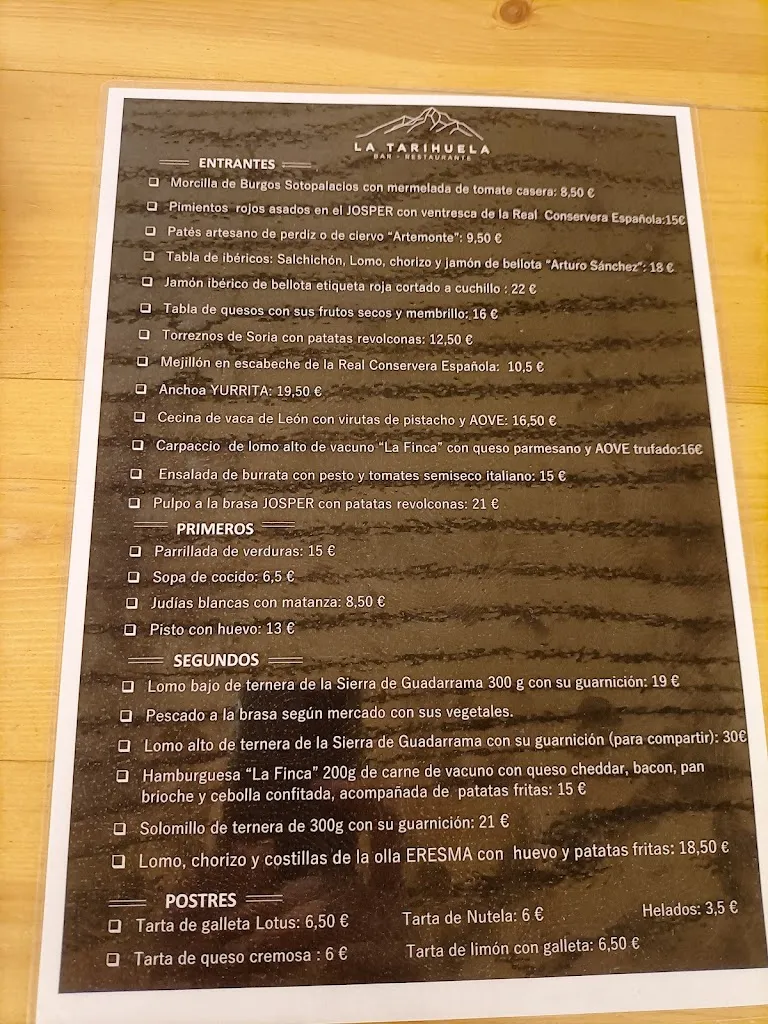 LA TARIHUELA
BAR - RESTAURANTE
ENTRANTES
Morcilla de Burgos Sotopalacios con mermelada de tomate casera: 8,50 €
Pimientos rojos asados en el JOSPER con ventresca de la Real Conservera Española:15€
Patés artesano de perdiz o de ciervo “Artemonte”: 9,50 €
Tabla de ibéricos: Salchichón, Lomo, chorizo y jamón de bellota “Arturo Sánchez”: 18 €
Jamón ibérico de bellota etiqueta roja cortado a cuchillo : 22 €
Tabla de quesos con sus frutos secos y membrillo: 16 €
Torreznos de Soria con patatas revolconas: 12,50 €
Mejillón en escabeche de la Real Conservera Española: 10,5 €
Anchoa YURRITA: 19,50 €
Cecina de vaca de León con virutas de pistacho y AOVE: 16,50 €
Carpaccio de lomo alto de vacuno “La Finca” con queso parmesano y AOVE trufado:16€
Ensalada de burrata con pesto y tomates semiseco italiano: 15 €
Pulpo a la brasa JOSPER con patatas revolconas: 21 €
PRIMEROS
Parrillada de verduras: 15 €
Sopa de cocido: 6,5 €
Judías blancas con matanza: 8,50 €
Pisto con huevo: 13 €
SEGUNDOS
Lomo bajo de ternera de la Sierra de Guadarrama 300 g con su guarnición: 19 €
Pescado a la brasa según mercado con sus vegetales.
Lomo alto de ternera de la Sierra de Guadarrama con su guarnición (para compartir): 30€
Hamburguesa “La Finca” 200g de carne de vacuno con queso cheddar, bacon, pan
brioche y cebolla confitada, acompañada de patatas fritas: 15 €
Solomillo de ternera de 300g con su guarnición: 21 €
Lomo, chorizo y costillas de la olla ERESMA con huevo y patatas fritas: 18,50 €
POSTRES
Tarta de galleta Lotus: 6,50 € Tarta de Nutela: 6 € Helados: 3,5 €
Tarta de queso cremosa : 6 € Tarta de limón con galleta: 6,50 €